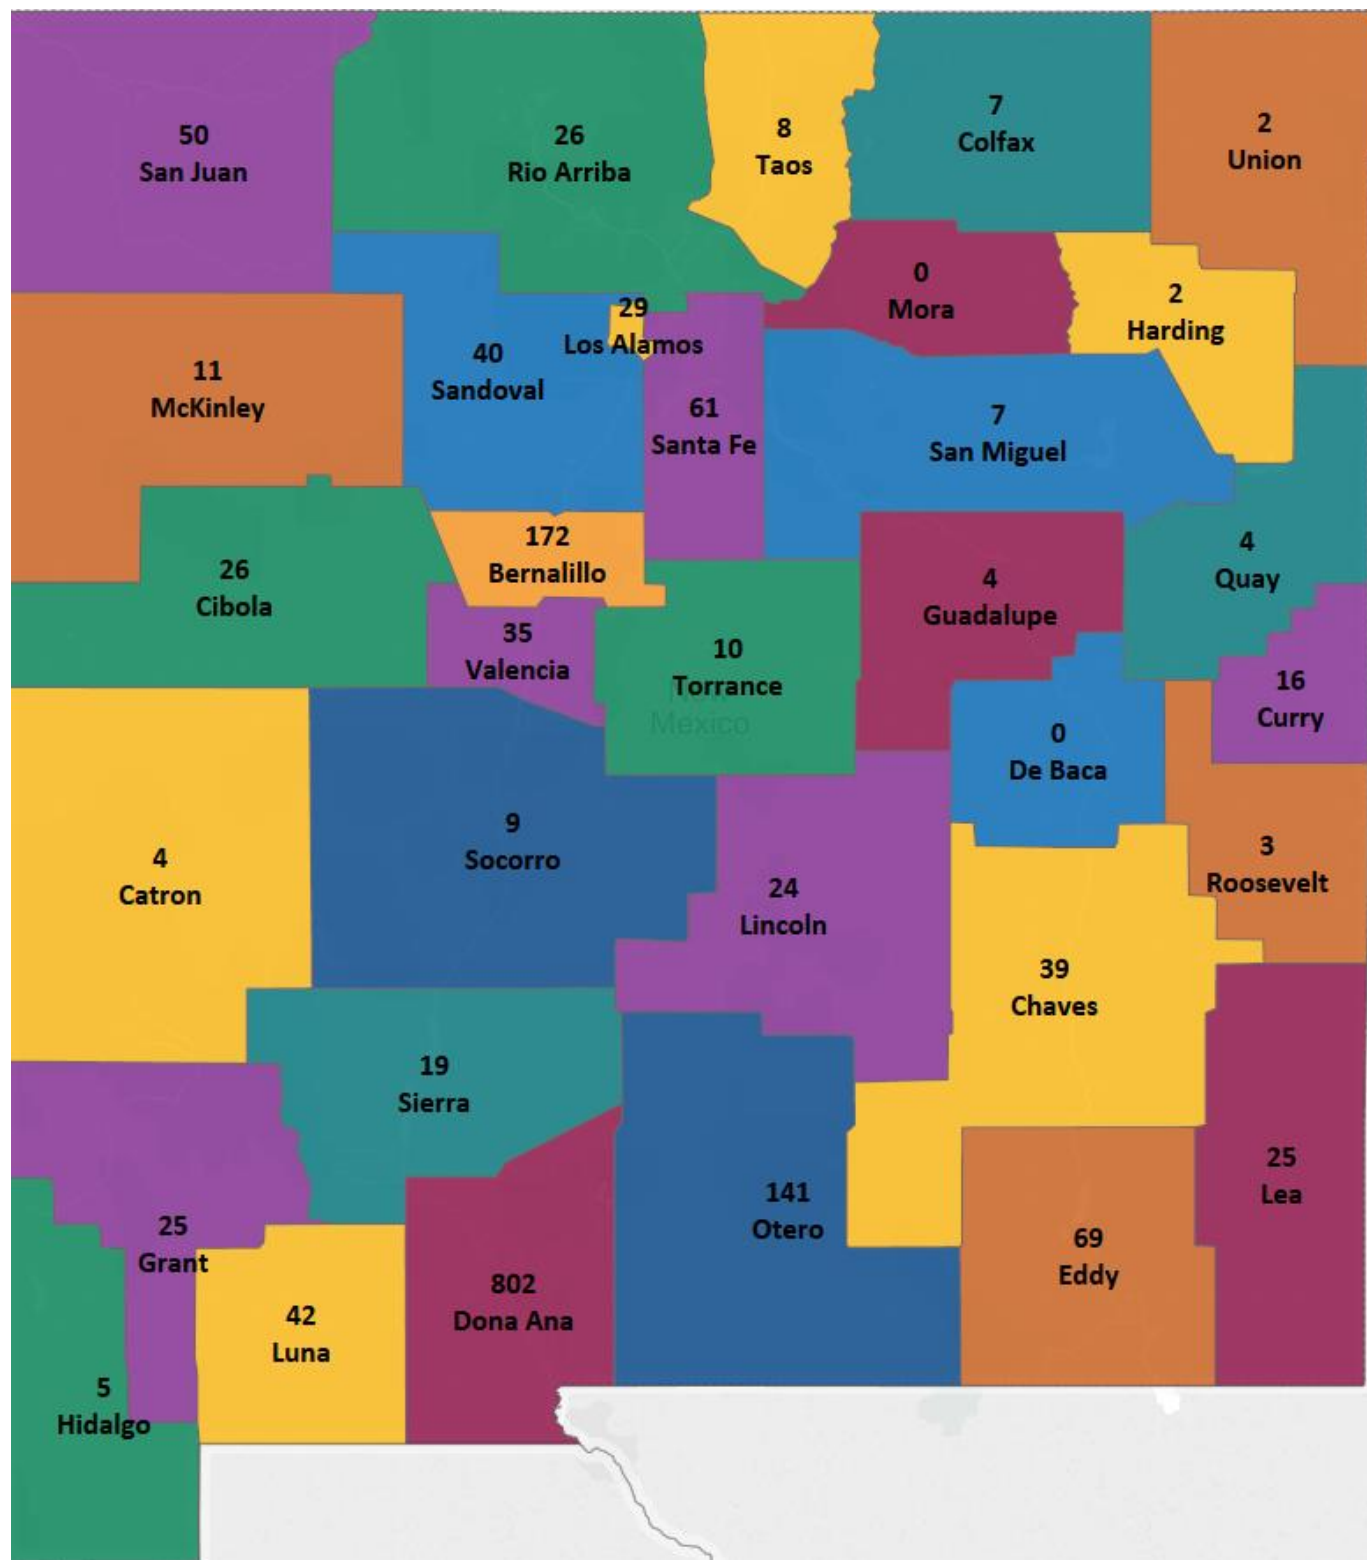 50
San Juan
26
Rio Arriba
8
Taos
7
Colfax
2
Union
0
Mora
2
Harding
29
Los Alamos
40
Sandoval
11
McKinley
61
Santa Fe
7
San Miguel
172
Bernalillo
26
Cibola
4
Guadalupe
4
Quay
35
Valencia
10
Torrance
New
Mexico
16
Curry
0
De Baca
9
Socorro
4
Catron
24
Lincoln
3
Roosevelt
39
Chaves
19
Sierra
141
Otero
25
Lea
25
Grant
69
Eddy
802
Dona Ana
42
Luna
5
Hidalgo